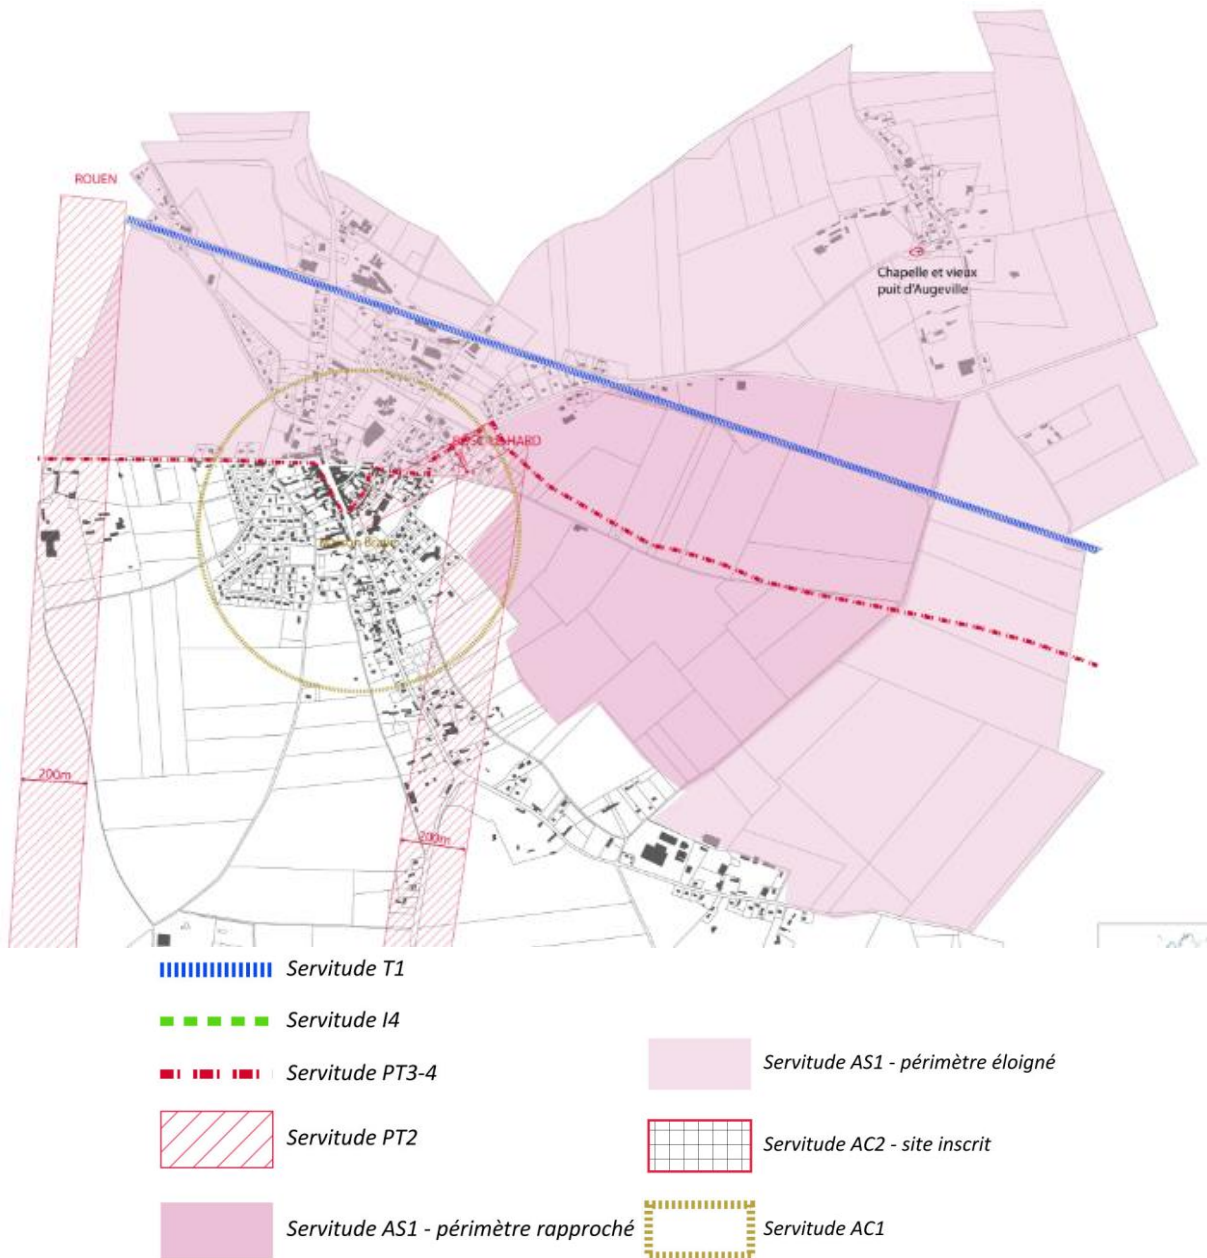 ROUEN
Chapelle et vieux
puit d'Augeville
200m
200m
Servitude T1
Servitude I4
Servitude PT3-4
Servitude PT2
Servitude AS1 - périmètre rapproché
Servitude AS1 - périmètre éloigné
Servitude AC2 - site inscrit
Servitude AC1